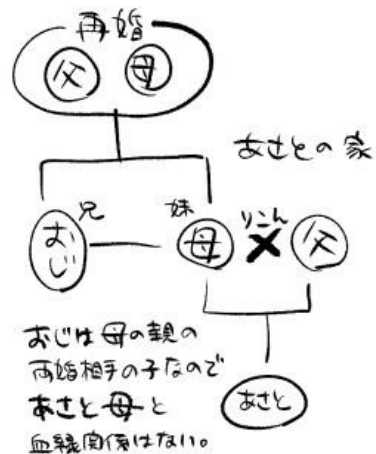 再婚
父 母
あさとの家
兄 妹 りこん
おじ 母 父
おじは母の親の
再婚相手の子なので
あさと母と
血縁関係はない。
あさと